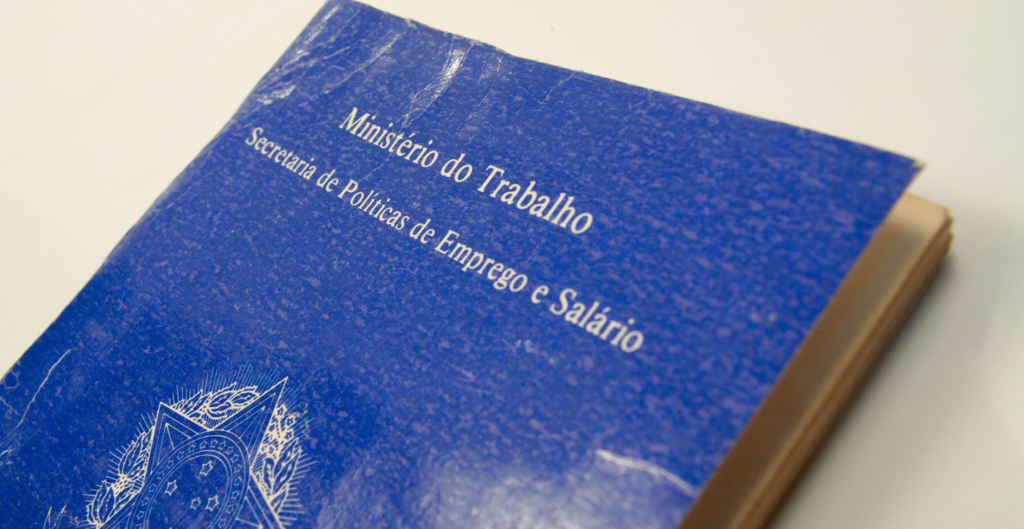 Ministério do Trabalho
Secretaria de Políticas de Emprego e Salário